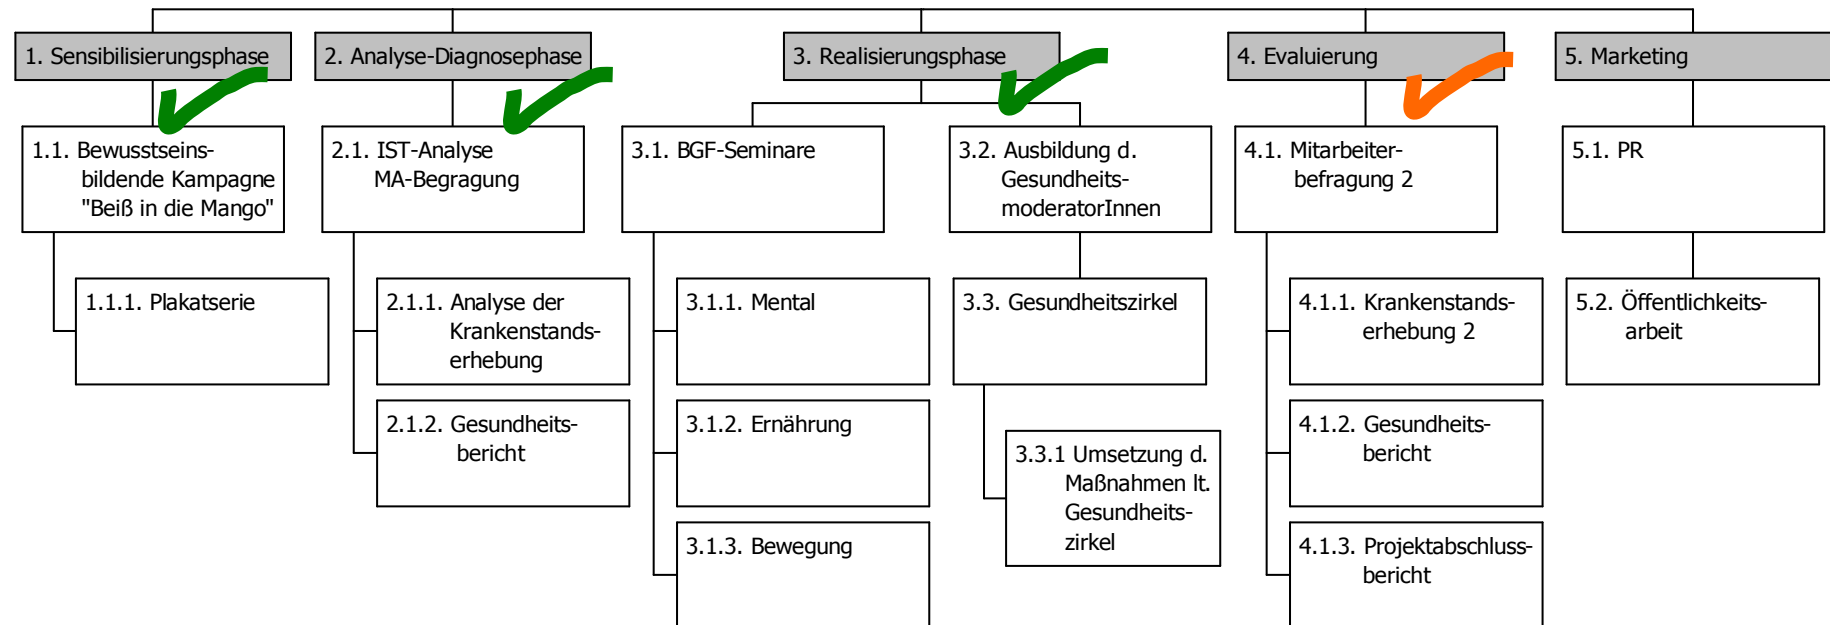 1. Sensibilisierungsphase
2. Analyse-Diagnosephase
3. Realisierungsphase
4. Evaluierung
5. Marketing
1.1. Bewusstseins-
bildende Kampagne
"Beiß in die Mango"
2.1. IST-Analyse
MA-Begragung
3.1. BGF-Seminare
3.2. Ausbildung d.
Gesundheits-
moderatorInnen
4.1. Mitarbeiter-
befragung 2
5.1. PR
1.1.1. Plakatserie
2.1.1. Analyse der
Krankenstands-
erhebung
3.1.1. Mental
3.3. Gesundheitszirkel
4.1.1. Krankenstands-
erhebung 2
5.2. Öffentlichkeits-
arbeit
2.1.2. Gesundheits-
bericht
3.1.2. Ernährung
3.3.1 Umsetzung d.
Maßnahmen lt.
Gesundheits-
zirkel
4.1.2. Gesundheits-
bericht
3.1.3. Bewegung
4.1.3. Projektabschluss-
bericht